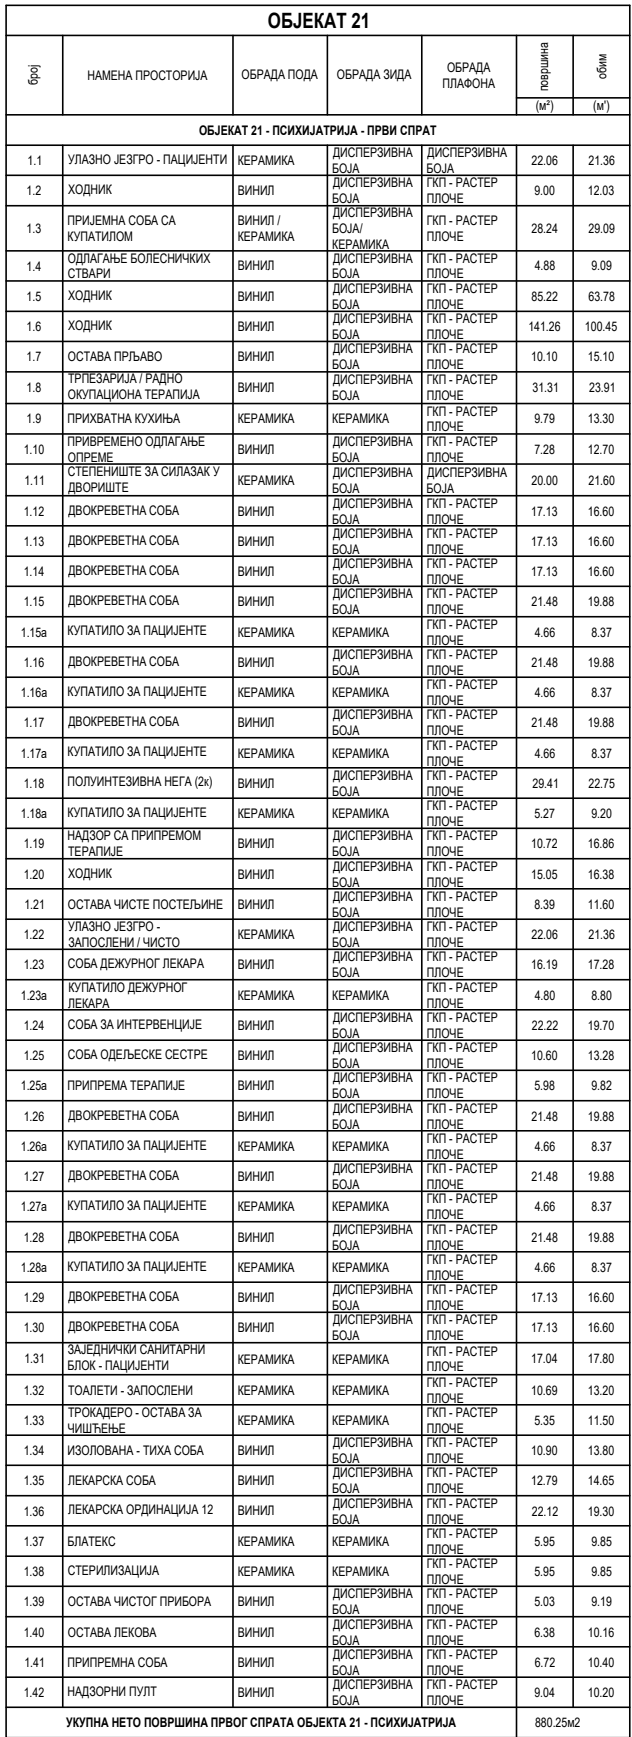 ОБЈЕКАТ 21
број НАМЕНА ПРОСТОРИЈА ОБРАДА ПОДА ОБРАДА ЗИДА ОБРАДА ПЛАФОНА површина (м²) обим (м')
ОБЈЕКАТ 21 - ПСИХИЈАТРИЈА - ПРВИ СПРАТ
1.1 УЛАЗНО ЈЕЗГРО - ПАЦИЈЕНТИ КЕРАМИКА ДИСПЕРЗИВНА БОЈА ДИСПЕРЗИВНА БОЈА 22.06 21.36
1.2 ХОДНИК ВИНИЛ ДИСПЕРЗИВНА БОЈА ГКП - РАСТЕР ПЛОЧЕ 9.00 12.03
1.3 ПРИЈЕМНА СОБА СА КУПАТИЛОМ ВИНИЛ / КЕРАМИКА ДИСПЕРЗИВНА БОЈА/ КЕРАМИКА ГКП - РАСТЕР ПЛОЧЕ 28.24 29.09
1.4 ОДЛАГАЊЕ БОЛЕСНИЧКИХ СТВАРИ ВИНИЛ ДИСПЕРЗИВНА БОЈА ГКП - РАСТЕР ПЛОЧЕ 4.88 9.09
1.5 ХОДНИК ВИНИЛ ДИСПЕРЗИВНА БОЈА ГКП - РАСТЕР ПЛОЧЕ 85.22 63.78
1.6 ХОДНИК ВИНИЛ ДИСПЕРЗИВНА БОЈА ГКП - РАСТЕР ПЛОЧЕ 141.26 100.45
1.7 ОСТАВА ПРЉАВО ВИНИЛ ДИСПЕРЗИВНА БОЈА ГКП - РАСТЕР ПЛОЧЕ 10.10 15.10
1.8 ТРПЕЗАРИЈА / РАДНО ОКУПАЦИОНА ТЕРАПИЈА ВИНИЛ ДИСПЕРЗИВНА БОЈА ГКП - РАСТЕР ПЛОЧЕ 31.31 23.91
1.9 ПРИХВАТНА КУХИЊА КЕРАМИКА КЕРАМИКА ГКП - РАСТЕР ПЛОЧЕ 9.79 13.30
1.10 ПРИВРЕМЕНО ОДЛАГАЊЕ ОПРЕМЕ ВИНИЛ ДИСПЕРЗИВНА БОЈА ГКП - РАСТЕР ПЛОЧЕ 7.28 12.70
1.11 СТЕПЕНИШТЕ ЗА СИЛАЗАК У ДВОРИШТЕ КЕРАМИКА ДИСПЕРЗИВНА БОЈА ДИСПЕРЗИВНА БОЈА 20.00 21.60
1.12 ДВОКРЕВЕТНА СОБА ВИНИЛ ДИСПЕРЗИВНА БОЈА ГКП - РАСТЕР ПЛОЧЕ 17.13 16.60
1.13 ДВОКРЕВЕТНА СОБА ВИНИЛ ДИСПЕРЗИВНА БОЈА ГКП - РАСТЕР ПЛОЧЕ 17.13 16.60
1.14 ДВОКРЕВЕТНА СОБА ВИНИЛ ДИСПЕРЗИВНА БОЈА ГКП - РАСТЕР ПЛОЧЕ 17.13 16.60
1.15 ДВОКРЕВЕТНА СОБА ВИНИЛ ДИСПЕРЗИВНА БОЈА ГКП - РАСТЕР ПЛОЧЕ 21.48 19.88
1.15а КУПАТИЛО ЗА ПАЦИЈЕНТЕ КЕРАМИКА КЕРАМИКА ГКП - РАСТЕР ПЛОЧЕ 4.66 8.37
1.16 ДВОКРЕВЕТНА СОБА ВИНИЛ ДИСПЕРЗИВНА БОЈА ГКП - РАСТЕР ПЛОЧЕ 21.48 19.88
1.16а КУПАТИЛО ЗА ПАЦИЈЕНТЕ КЕРАМИКА КЕРАМИКА ГКП - РАСТЕР ПЛОЧЕ 4.66 8.37
1.17 ДВОКРЕВЕТНА СОБА ВИНИЛ ДИСПЕРЗИВНА БОЈА ГКП - РАСТЕР ПЛОЧЕ 21.48 19.88
1.17а КУПАТИЛО ЗА ПАЦИЈЕНТЕ КЕРАМИКА КЕРАМИКА ГКП - РАСТЕР ПЛОЧЕ 4.66 8.37
1.18 ПОЛУИНТЕЗИВНА НЕГА (2к) ВИНИЛ ДИСПЕРЗИВНА БОЈА ГКП - РАСТЕР ПЛОЧЕ 29.41 22.75
1.18а КУПАТИЛО ЗА ПАЦИЈЕНТЕ КЕРАМИКА КЕРАМИКА ГКП - РАСТЕР ПЛОЧЕ 5.27 9.20
1.19 НАДЗОР СА ПРИПРЕМОМ ТЕРАПИЈЕ ВИНИЛ ДИСПЕРЗИВНА БОЈА ГКП - РАСТЕР ПЛОЧЕ 10.72 16.86
1.20 ХОДНИК ВИНИЛ ДИСПЕРЗИВНА БОЈА ГКП - РАСТЕР ПЛОЧЕ 15.05 16.38
1.21 ОСТАВА ЧИСТЕ ПОСТЕЉИНЕ ВИНИЛ ДИСПЕРЗИВНА БОЈА ГКП - РАСТЕР ПЛОЧЕ 8.39 11.60
1.22 УЛАЗНО ЈЕЗГРО - ЗАПОСЛЕНИ / ЧИСТО КЕРАМИКА ДИСПЕРЗИВНА БОЈА ГКП - РАСТЕР ПЛОЧЕ 22.06 21.36
1.23 СОБА ДЕЖУРНОГ ЛЕКАРА ВИНИЛ ДИСПЕРЗИВНА БОЈА ГКП - РАСТЕР ПЛОЧЕ 16.19 17.28
1.23а КУПАТИЛО ДЕЖУРНОГ ЛЕКАРА КЕРАМИКА КЕРАМИКА ГКП - РАСТЕР ПЛОЧЕ 4.80 8.80
1.24 СОБА ЗА ИНТЕРВЕНЦИЈЕ ВИНИЛ ДИСПЕРЗИВНА БОЈА ГКП - РАСТЕР ПЛОЧЕ 22.22 19.70
1.25 СОБА ОДЕЉЕСКЕ СЕСТРЕ ВИНИЛ ДИСПЕРЗИВНА БОЈА ГКП - РАСТЕР ПЛОЧЕ 10.60 13.28
1.25а ПРИПРЕМА ТЕРАПИЈЕ ВИНИЛ ДИСПЕРЗИВНА БОЈА ГКП - РАСТЕР ПЛОЧЕ 5.98 9.82
1.26 ДВОКРЕВЕТНА СОБА ВИНИЛ ДИСПЕРЗИВНА БОЈА ГКП - РАСТЕР ПЛОЧЕ 21.48 19.88
1.26а КУПАТИЛО ЗА ПАЦИЈЕНТЕ КЕРАМИКА КЕРАМИКА ГКП - РАСТЕР ПЛОЧЕ 4.66 8.37
1.27 ДВОКРЕВЕТНА СОБА ВИНИЛ ДИСПЕРЗИВНА БОЈА ГКП - РАСТЕР ПЛОЧЕ 21.48 19.88
1.27а КУПАТИЛО ЗА ПАЦИЈЕНТЕ КЕРАМИКА КЕРАМИКА ГКП - РАСТЕР ПЛОЧЕ 4.66 8.37
1.28 ДВОКРЕВЕТНА СОБА ВИНИЛ ДИСПЕРЗИВНА БОЈА ГКП - РАСТЕР ПЛОЧЕ 21.48 19.88
1.28а КУПАТИЛО ЗА ПАЦИЈЕНТЕ КЕРАМИКА КЕРАМИКА ГКП - РАСТЕР ПЛОЧЕ 4.66 8.37
1.29 ДВОКРЕВЕТНА СОБА ВИНИЛ ДИСПЕРЗИВНА БОЈА ГКП - РАСТЕР ПЛОЧЕ 17.13 16.60
1.30 ДВОКРЕВЕТНА СОБА ВИНИЛ ДИСПЕРЗИВНА БОЈА ГКП - РАСТЕР ПЛОЧЕ 17.13 16.60
1.31 ЗАЈЕДНИЧКИ САНИТАРНИ БЛОК - ПАЦИЈЕНТИ КЕРАМИКА КЕРАМИКА ГКП - РАСТЕР ПЛОЧЕ 17.04 17.80
1.32 ТОАЛЕТИ - ЗАПОСЛЕНИ КЕРАМИКА КЕРАМИКА ГКП - РАСТЕР ПЛОЧЕ 10.69 13.20
1.33 ТРОКАДЕРО - ОСТАВА ЗА ЧИШЋЕЊЕ КЕРАМИКА КЕРАМИКА ГКП - РАСТЕР ПЛОЧЕ 5.35 11.50
1.34 ИЗОЛОВАНА - ТИХА СОБА ВИНИЛ ДИСПЕРЗИВНА БОЈА ГКП - РАСТЕР ПЛОЧЕ 10.90 13.80
1.35 ЛЕКАРСКА СОБА ВИНИЛ ДИСПЕРЗИВНА БОЈА ГКП - РАСТЕР ПЛОЧЕ 12.79 14.65
1.36 ЛЕКАРСКА ОРДИНАЦИЈА 12 ВИНИЛ ДИСПЕРЗИВНА БОЈА ГКП - РАСТЕР ПЛОЧЕ 22.12 19.30
1.37 БЛАТЕКС КЕРАМИКА КЕРАМИКА ГКП - РАСТЕР ПЛОЧЕ 5.95 9.85
1.38 СТЕРИЛИЗАЦИЈА КЕРАМИКА КЕРАМИКА ГКП - РАСТЕР ПЛОЧЕ 5.95 9.85
1.39 ОСТАВА ЧИСТОГ ПРИБОРА ВИНИЛ ДИСПЕРЗИВНА БОЈА ГКП - РАСТЕР ПЛОЧЕ 5.03 9.19
1.40 ОСТАВА ЛЕКОВА ВИНИЛ ДИСПЕРЗИВНА БОЈА ГКП - РАСТЕР ПЛОЧЕ 6.38 10.16
1.41 ПРИПРЕМНА СОБА ВИНИЛ ДИСПЕРЗИВНА БОЈА ГКП - РАСТЕР ПЛОЧЕ 6.72 10.40
1.42 НАДЗОРНИ ПУЛТ ВИНИЛ ДИСПЕРЗИВНА БОЈА ГКП - РАСТЕР ПЛОЧЕ 9.04 10.20
УКУПНА НЕТО ПОВРШИНА ПРВОГ СПРАТА ОБЈЕКТА 21 - ПСИХИЈАТРИЈА 880.25м2